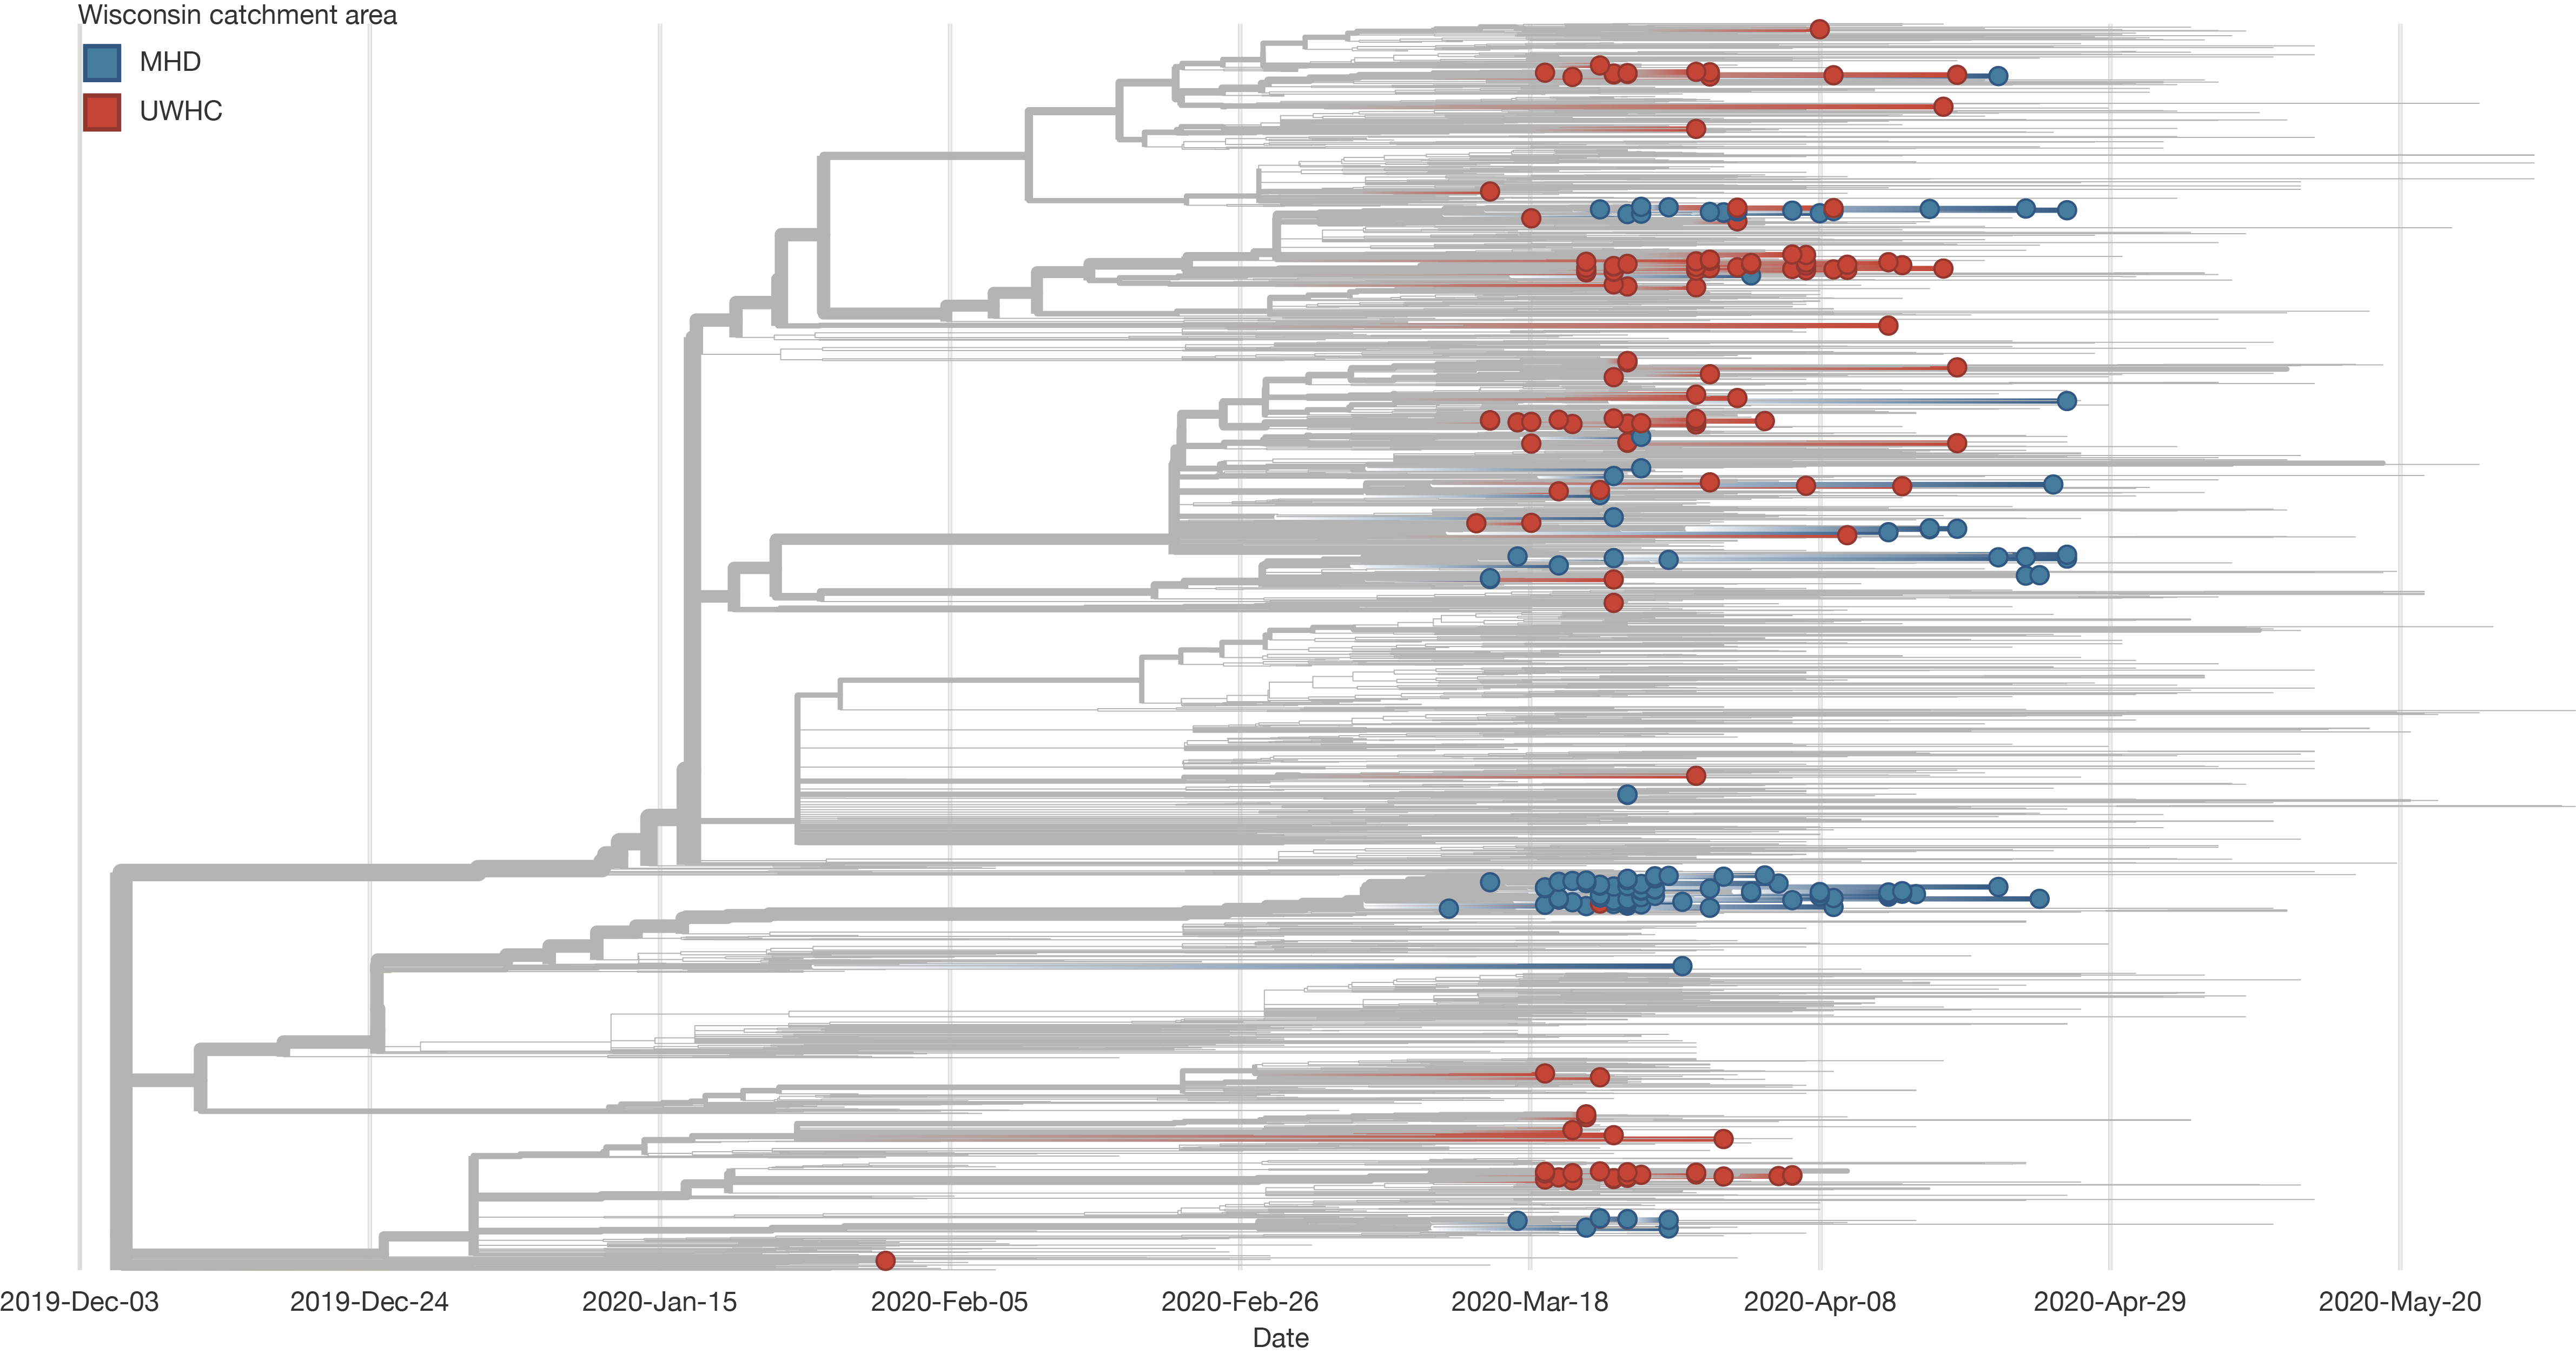 Wisconsin catchment area
MHD
UWHC
2019-Dec-03 2019-Dec-24 2020-Jan-15 2020-Feb-05 2020-Feb-26 2020-Mar-18 2020-Apr-08 2020-Apr-29 2020-May-20
Date